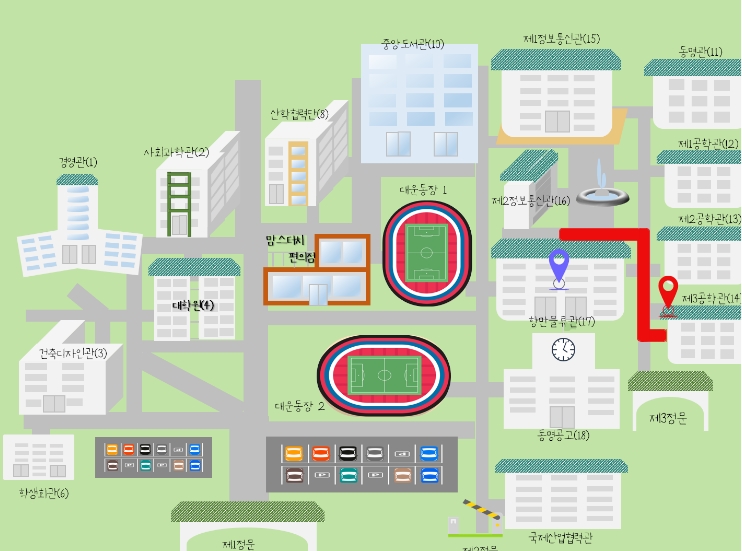 중앙도서관(10)
제1정보통신관(15)
동명관(11)
산학협력단(8)
사회과학관(2)
제1공학관(12)
경영관(1)
대운동장 1
제2정보통신관(16)
제2공학관(13)
맘스터치
편의점
제3공학관(14)
대학원(4)
항만물류관(17)
건축디자인관(3)
대운동장 2
제3정문
동명공고(18)
학생회관(6)
국제산업협력관
제1정문
제2정문